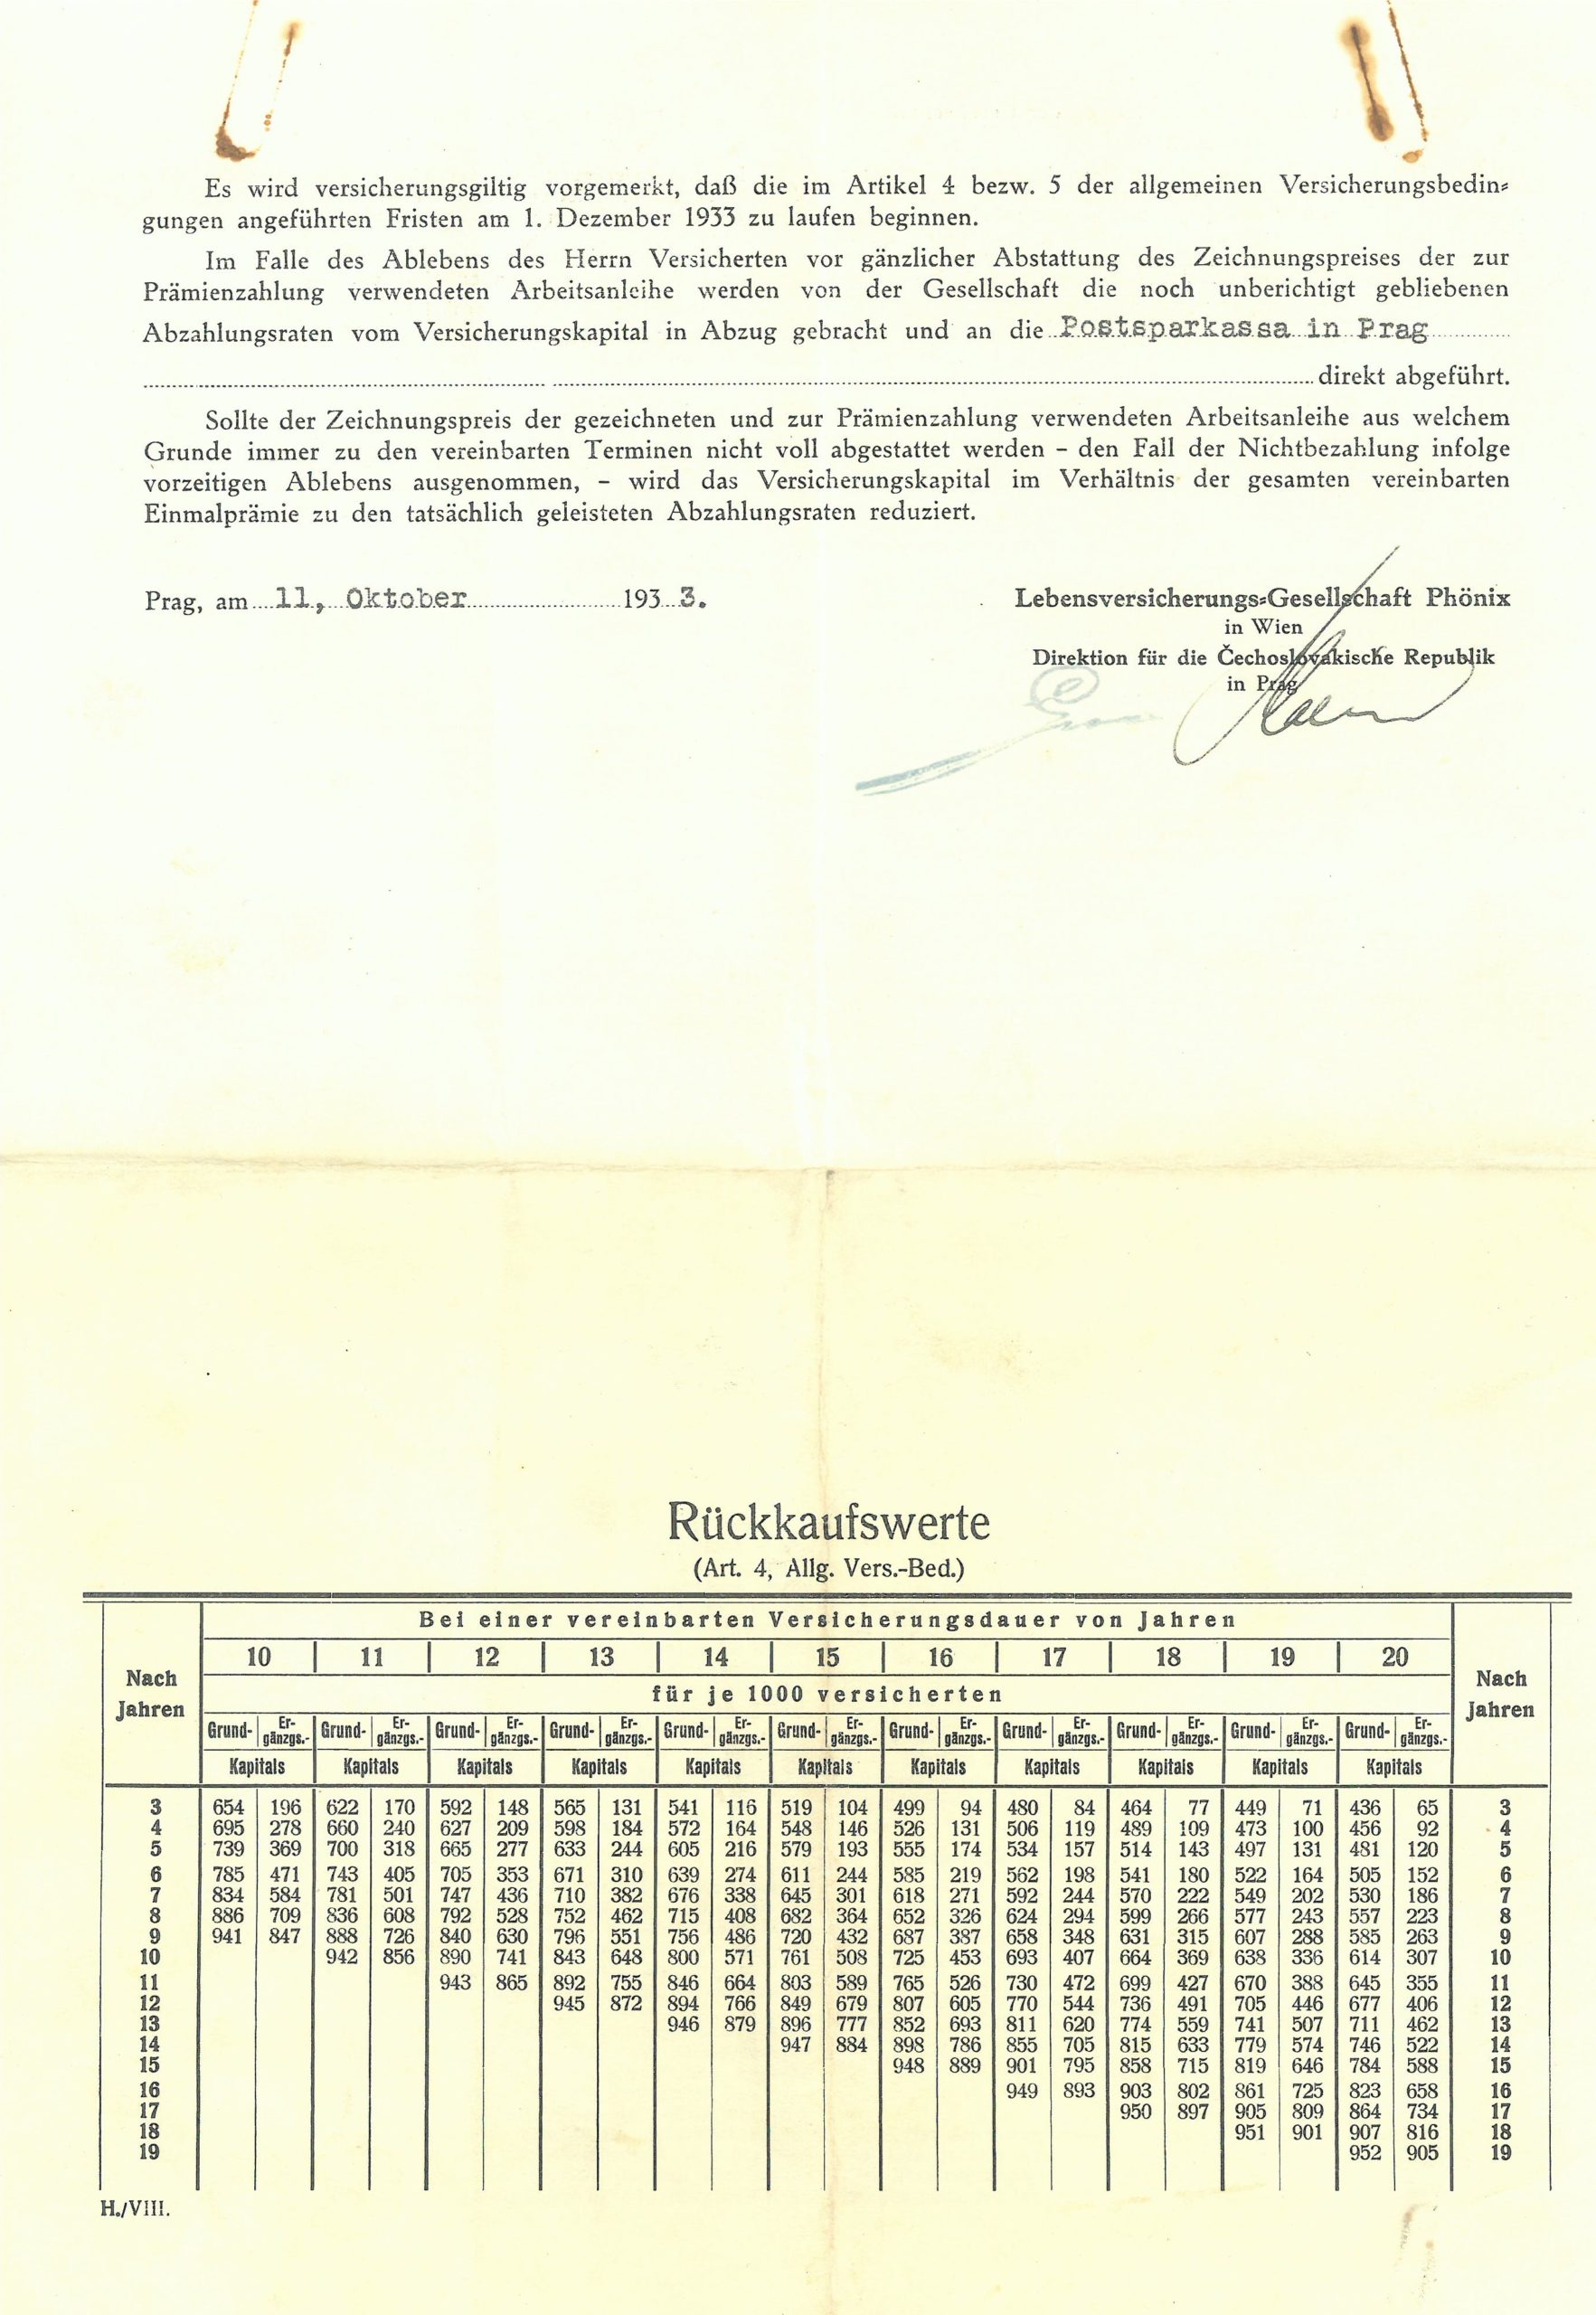 Es wird versicherungsgiltig vorgemerkt, daß die im Artikel 4 bezw. 5 der allgemeinen Versicherungsbedin=
gungen angeführten Fristen am 1. Dezember 1933 zu laufen beginnen.
Im Falle des Ablebens des Herrn Versicherten vor gänzlicher Abstattung des Zeichnungspreises der zur
Prämienzahlung verwendeten Arbeitsanleihe werden von der Gesellschaft die noch unberichtigt gebliebenen
Abzahlungsraten vom Versicherungskapital in Abzug gebracht und an die Postsparkassa in Prag
direkt abgeführt.
Sollte der Zeichnungspreis der gezeichneten und zur Prämienzahlung verwendeten Arbeitsanleihe aus welchem
Grunde immer zu den vereinbarten Terminen nicht voll abgestattet werden – den Fall der Nichtbezahlung infolge
vorzeitigen Ablebens ausgenommen, – wird das Versicherungskapital im Verhältnis der gesamten vereinbarten
Einmalprämie zu den tatsächlich geleisteten Abzahlungsraten reduziert.
Prag, am 11, Oktober 193 3.
Lebensversicherungs=Gesellschaft Phönix
in Wien
Direktion für die Čechoslovakische Republik
in Prag
Rückkaufswerte
(Art. 4, Allg. Vers.-Bed.)
Nach Jahren Bei einer vereinbarten Versicherungsdauer von Jahren Nach Jahren
10 11 12 13 14 15 16 17 18 19 20
für je 1000 versicherten
Grund- Er-gänzgs.- Grund- Er-gänzgs.- Grund- Er-gänzgs.- Grund- Er-gänzgs.- Grund- Er-gänzgs.- Grund- Er-gänzgs.- Grund- Er-gänzgs.- Grund- Er-gänzgs.- Grund- Er-gänzgs.- Grund- Er-gänzgs.- Grund- Er-gänzgs.-
Kapitals Kapitals Kapitals Kapitals Kapitals Kapitals Kapitals Kapitals Kapitals Kapitals Kapitals
3 654 196 622 170 592 148 565 131 541 116 519 104 499 94 480 84 464 77 449 71 436 65 3
4 695 278 660 240 627 209 598 184 572 164 548 146 526 131 506 119 489 109 473 100 456 92 4
5 739 369 700 318 665 277 633 244 605 216 579 193 555 174 534 157 514 143 497 131 481 120 5
6 785 471 743 405 705 353 671 310 639 274 611 244 585 219 562 198 541 180 522 164 505 152 6
7 834 584 781 501 747 436 710 382 676 338 645 301 618 271 592 244 570 222 549 202 530 186 7
8 886 709 836 608 792 528 752 462 715 408 682 364 652 326 624 294 599 266 577 243 557 223 8
9 941 847 888 726 840 630 796 551 756 486 720 432 687 387 658 348 631 315 607 288 585 263 9
10 942 856 890 741 843 648 800 571 761 508 725 453 693 407 664 369 638 336 614 307 10
11 943 865 892 755 846 664 803 589 765 526 730 472 699 427 670 388 645 355 11
12 945 872 894 766 849 679 807 605 770 544 736 491 705 446 677 406 12
13 946 879 896 777 852 693 811 620 774 559 741 507 711 462 13
14 947 884 898 786 855 705 815 633 779 574 746 522 14
15 948 889 901 795 858 715 819 646 784 588 15
16 949 893 903 802 861 725 823 658 16
17 950 897 905 809 864 734 17
18 951 901 907 816 18
19 952 905 19
H./VIII.